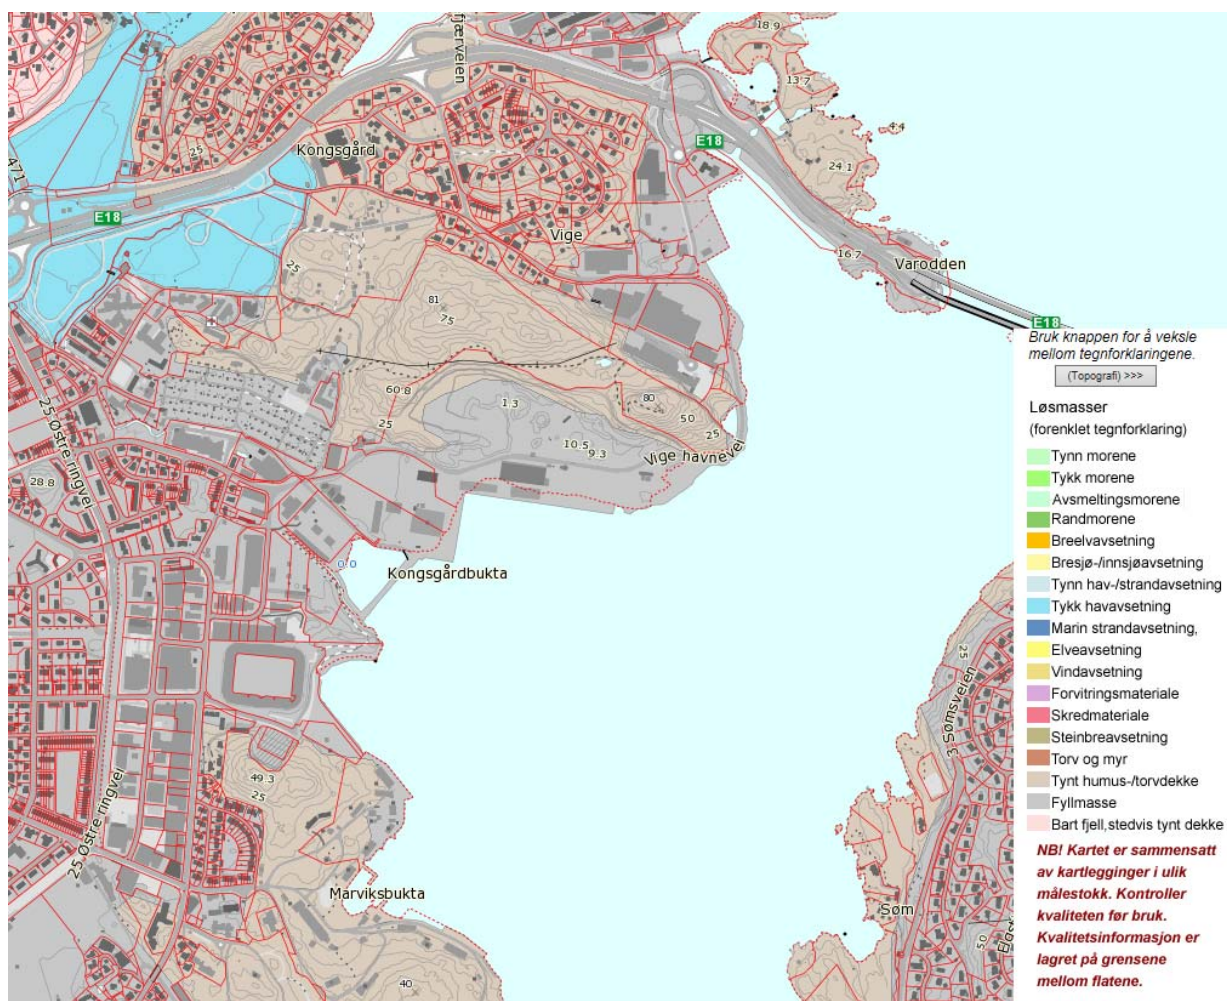 18.9
fjærveien
13.7
4.4
E18
Kongsgård
25
24.1
471
E18
Vige
16.7
Varodden
25
81
75
E18
Bruk knappen for å veksle
mellom tegnforklaringene.
(Topografi) >>>
60.8
80
1.3
50
25
25
10.5
9.3
Vige havnevei
25 Østre ringvei
28.8
0.0
Kongsgårdbukta
Løsmasser
(forenklet tegnforklaring)
Tynn morene
Tykk morene
Avsmeltingsmorene
Randmorene
Breelvavsetning
Bresjø-/innsjøavsetning
Tynn hav-/strandavsetning
Tykk havavsetning
Marin strandavsetning,
Elveavsetning
Vindavsetning
Forvitringsmateriale
Skredmateriale
Steinbreavsetning
Torv og myr
Tynt humus-/torvdekke
Fyllmasse
Bart fjell,stedvis tynt dekke
25
3 Sømsveien
49.3
25
25 Østre ringvei
Marviksbukta
Søm
50
40
NB! Kartet er sammensatt
av kartlegginger i ulik
målestokk. Kontroller
kvaliteten før bruk.
Kvalitetsinformasjon er
lagret på grensene
mellom flatene.